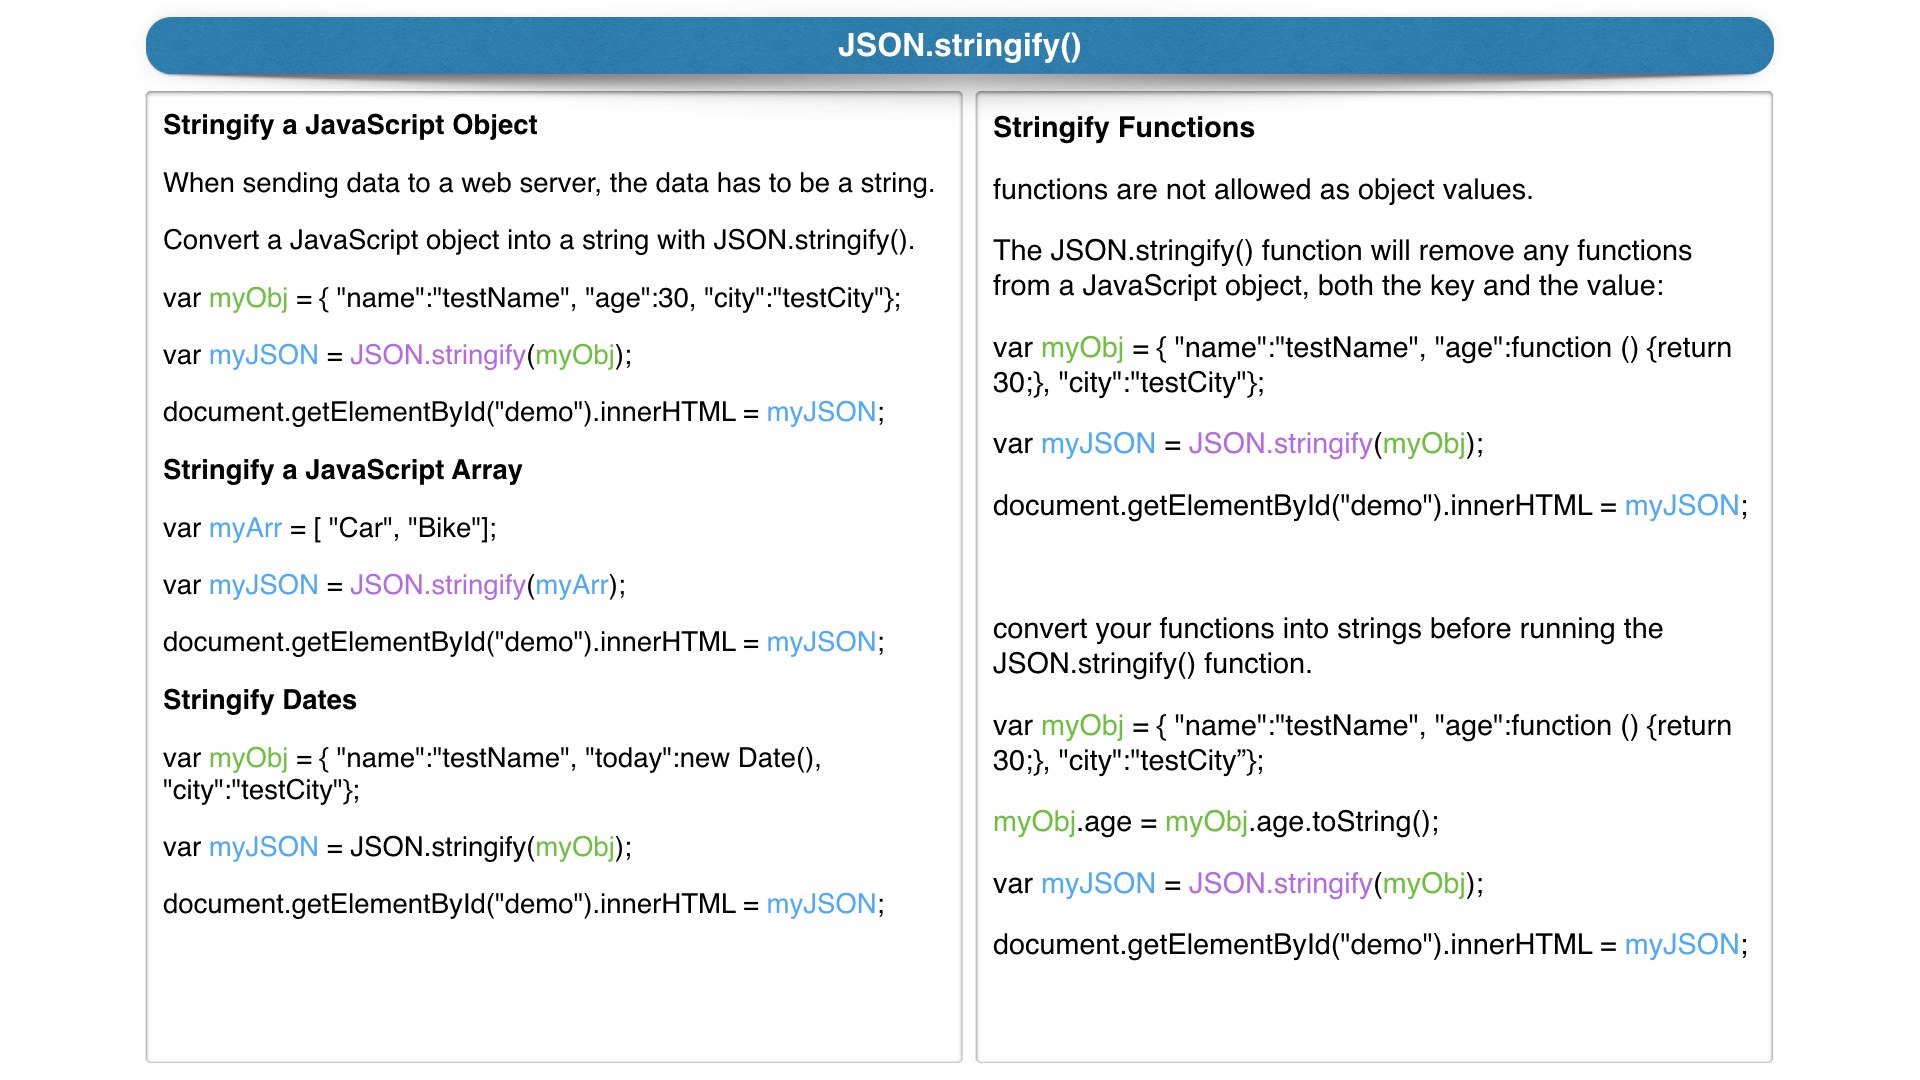 JSON.stringify()
Stringify a JavaScript Object
When sending data to a web server, the data has to be a string.
Convert a JavaScript object into a string with JSON.stringify().
var myObj = { "name":"testName", "age":30, "city":"testCity"};
var myJSON = JSON.stringify(myObj);
document.getElementById("demo").innerHTML = myJSON;
Stringify a JavaScript Array
var myArr = [ "Car", "Bike"];
var myJSON = JSON.stringify(myArr);
document.getElementById("demo").innerHTML = myJSON;
Stringify Dates
var myObj = { "name":"testName", "today":new Date(),
"city":"testCity"};
var myJSON = JSON.stringify(myObj);
document.getElementById("demo").innerHTML = myJSON;
Stringify Functions
functions are not allowed as object values.
The JSON.stringify() function will remove any functions
from a JavaScript object, both the key and the value:
var myObj = { "name":"testName", "age":function () {return
30;}, "city":"testCity"};
var myJSON = JSON.stringify(myObj);
document.getElementById("demo").innerHTML = myJSON;
convert your functions into strings before running the
JSON.stringify() function.
var myObj = { "name":"testName", "age":function () {return
30;}, "city":"testCity”};
myObj.age = myObj.age.toString();
var myJSON = JSON.stringify(myObj);
document.getElementById("demo").innerHTML = myJSON;